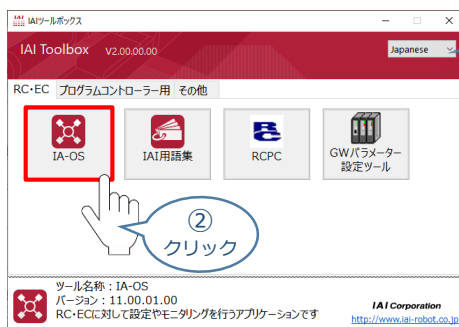 IAIツールボックス
IAI Toolbox V2.00.00.00
Japanese
RC・EC プログラムコントローラー用 その他
IA-OS
IAI用語集
RCPC
GWパラメーター
設定ツール
②
クリック
ツール名称：IA-OS
バージョン：11.00.01.00
RC・ECに対して設定やモニタリングを行うアプリケーションです
IAI Corporation
http://www.iai-robot.co.jp